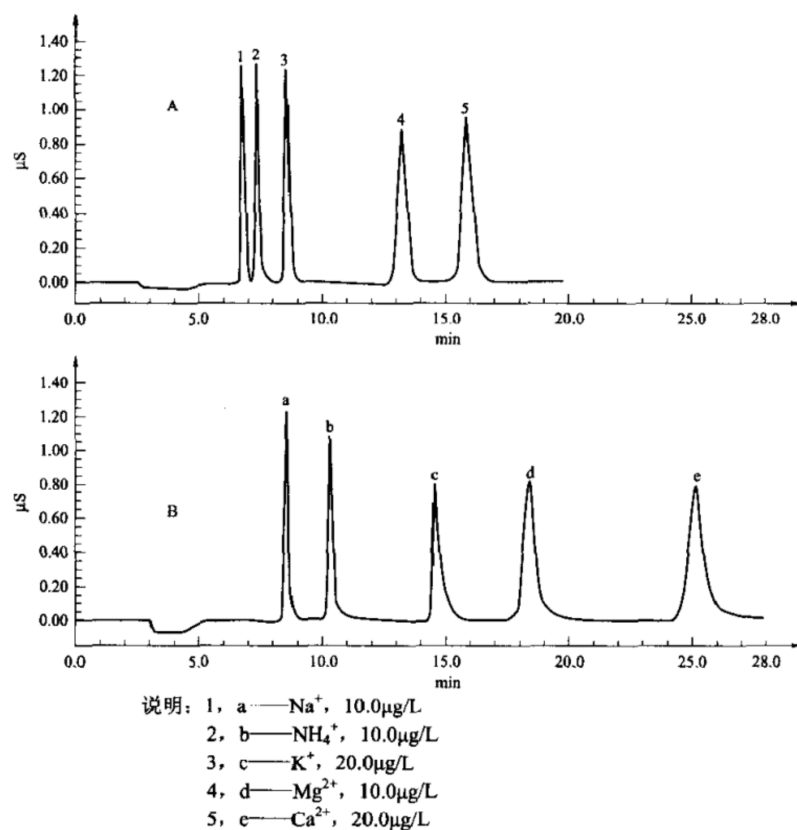 1.40
1.20
1.00
0.80
0.60
0.40
0.20
0.00
μS
A
1 2 3 4 5
0.0 5.0 10.0 15.0 20.0 25.0 28.0
min
1.40
1.20
1.00
0.80
0.60
0.40
0.20
0.00
μS
B
a b c d e
0.0 5.0 10.0 15.0 20.0 25.0 28.0
min
说明：1，a——Na⁺，10.0μg/L
2，b——NH₄⁺，10.0μg/L
3，c——K⁺，20.0μg/L
4，d——Mg²⁺，10.0μg/L
5，e——Ca²⁺，20.0μg/L